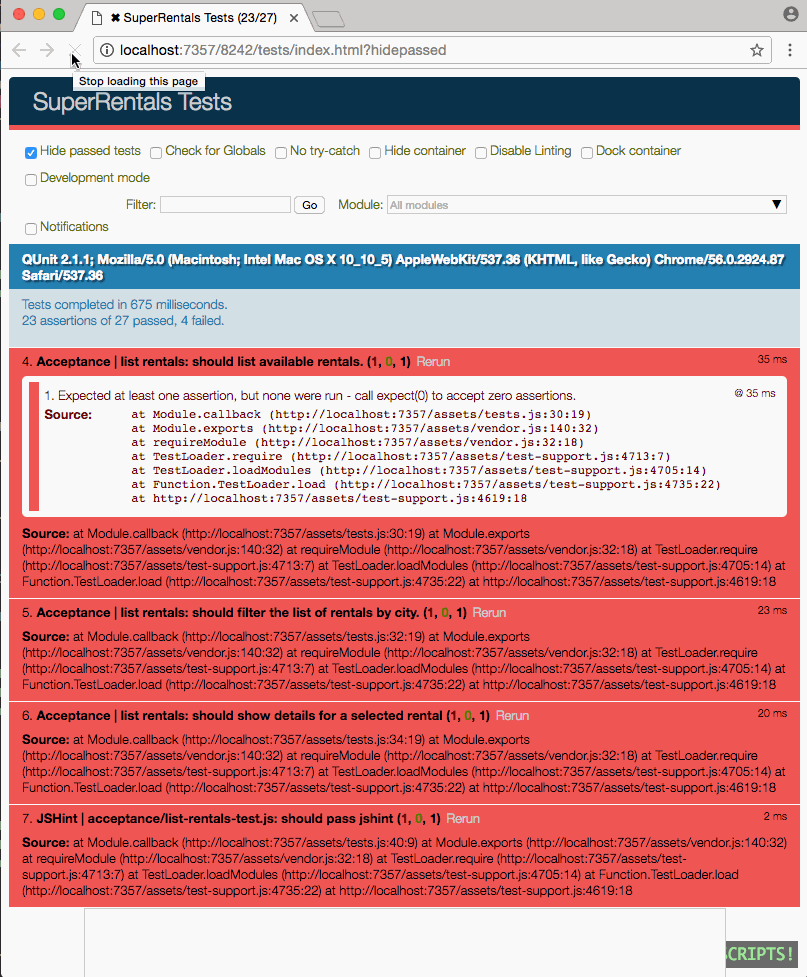 ✖ SuperRentals Tests (23/27)
localhost:7357/8242/tests/index.html?hidepassed
Stop loading this page
SuperRentals Tests
Hide passed tests Check for Globals No try-catch Hide container Disable Linting Dock container
Development mode
Filter: Go Module: All modules ▼
Notifications
QUnit 2.1.1; Mozilla/5.0 (Macintosh; Intel Mac OS X 10_10_5) AppleWebKit/537.36 (KHTML, like Gecko) Chrome/56.0.2924.87
Safari/537.36
Tests completed in 675 milliseconds.
23 assertions of 27 passed, 4 failed.
4. Acceptance | list rentals: should list available rentals. (1, 0, 1) Rerun 35 ms
1. Expected at least one assertion, but none were run - call expect(0) to accept zero assertions. @ 35 ms
Source: at Module.callback (http://localhost:7357/assets/tests.js:30:19)
at Module.exports (http://localhost:7357/assets/vendor.js:140:32)
at requireModule (http://localhost:7357/assets/vendor.js:32:18)
at TestLoader.require (http://localhost:7357/assets/test-support.js:4713:7)
at TestLoader.loadModules (http://localhost:7357/assets/test-support.js:4705:14)
at Function.TestLoader.load (http://localhost:7357/assets/test-support.js:4735:22)
at http://localhost:7357/assets/test-support.js:4619:18
Source: at Module.callback (http://localhost:7357/assets/tests.js:30:19) at Module.exports
(http://localhost:7357/assets/vendor.js:140:32) at requireModule (http://localhost:7357/assets/vendor.js:32:18) at TestLoader.require
(http://localhost:7357/assets/test-support.js:4713:7) at TestLoader.loadModules (http://localhost:7357/assets/test-support.js:4705:14) at
Function.TestLoader.load (http://localhost:7357/assets/test-support.js:4735:22) at http://localhost:7357/assets/test-support.js:4619:18
5. Acceptance | list rentals: should filter the list of rentals by city. (1, 0, 1) Rerun 23 ms
Source: at Module.callback (http://localhost:7357/assets/tests.js:32:19) at Module.exports
(http://localhost:7357/assets/vendor.js:140:32) at requireModule (http://localhost:7357/assets/vendor.js:32:18) at TestLoader.require
(http://localhost:7357/assets/test-support.js:4713:7) at TestLoader.loadModules (http://localhost:7357/assets/test-support.js:4705:14) at
Function.TestLoader.load (http://localhost:7357/assets/test-support.js:4735:22) at http://localhost:7357/assets/test-support.js:4619:18
6. Acceptance | list rentals: should show details for a selected rental (1, 0, 1) Rerun 20 ms
Source: at Module.callback (http://localhost:7357/assets/tests.js:34:19) at Module.exports
(http://localhost:7357/assets/vendor.js:140:32) at requireModule (http://localhost:7357/assets/vendor.js:32:18) at TestLoader.require
(http://localhost:7357/assets/test-support.js:4713:7) at TestLoader.loadModules (http://localhost:7357/assets/test-support.js:4705:14) at
Function.TestLoader.load (http://localhost:7357/assets/test-support.js:4735:22) at http://localhost:7357/assets/test-support.js:4619:18
7. JSHint | acceptance/list-rentals-test.js: should pass jshint (1, 0, 1) Rerun 2 ms
Source: at Module.callback (http://localhost:7357/assets/tests.js:40:9) at Module.exports (http://localhost:7357/assets/vendor.js:140:32)
at requireModule (http://localhost:7357/assets/vendor.js:32:18) at TestLoader.require (http://localhost:7357/assets/test-
support.js:4713:7) at TestLoader.loadModules (http://localhost:7357/assets/test-support.js:4705:14) at Function.TestLoader.load
(http://localhost:7357/assets/test-support.js:4735:22) at http://localhost:7357/assets/test-support.js:4619:18
CRIPTS!